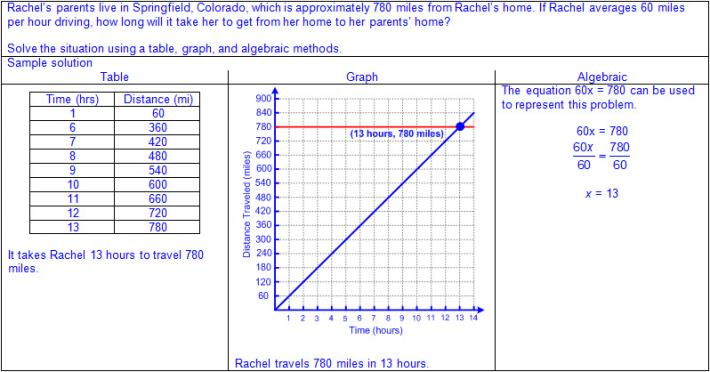 Rachel's parents live in Springfield, Colorado, which is approximately 780 miles from Rachel's home. If Rachel averages 60 miles
per hour driving, how long will it take her to get from her home to her parents' home?
Solve the situation using a table, graph, and algebraic methods.
Sample solution
Table
Time (hrs) Distance (mi)
1 60
6 360
7 420
8 480
9 540
10 600
11 660
12 720
13 780
It takes Rachel 13 hours to travel 780
miles.
Graph
Distance Traveled (miles)
900
840
780
720
660
600
540
480
420
360
300
240
180
120
60
(13 hours, 780 miles)
1 2 3 4 5 6 7 8 9 10 11 12 13 14
Time (hours)
Rachel travels 780 miles in 13 hours.
Algebraic
The equation 60x = 780 can be used
to represent this problem.
60x = 780
60x 780
=
60 60
x = 13